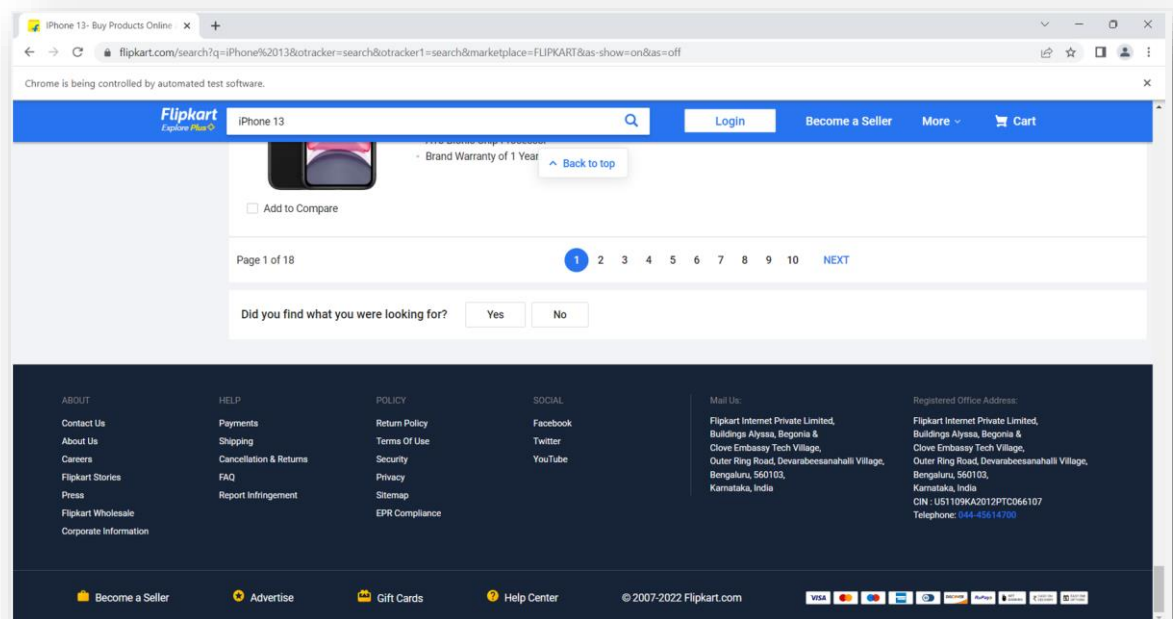 iPhone 13- Buy Products Online
flipkart.com/search?q=iPhone%2013&otracker=search&otracker1=search&marketplace=FLIPKART&as-show=on&as=off
Chrome is being controlled by automated test software.
Flipkart
Explore Plus
iPhone 13
Login
Become a Seller
More
Cart
Brand Warranty of 1 Year
Back to top
Add to Compare
Page 1 of 18
1 2 3 4 5 6 7 8 9 10 NEXT
Did you find what you were looking for? Yes No
ABOUT
Contact Us
About Us
Careers
Flipkart Stories
Press
Flipkart Wholesale
Corporate Information
HELP
Payments
Shipping
Cancellation & Returns
FAQ
Report Infringement
POLICY
Return Policy
Terms Of Use
Security
Privacy
Sitemap
EPR Compliance
SOCIAL
Facebook
Twitter
YouTube
Mail Us:
Flipkart Internet Private Limited,
Buildings Alyssa, Begonia &
Clove Embassy Tech Village,
Outer Ring Road, Devarabeesanahalli Village,
Bengaluru, 560103,
Karnataka, India
Registered Office Address:
Flipkart Internet Private Limited,
Buildings Alyssa, Begonia &
Clove Embassy Tech Village,
Outer Ring Road, Devarabeesanahalli Village,
Bengaluru, 560103,
Karnataka, India
CIN : U51109KA2012PTC066107
Telephone: 044-45614700
Become a Seller
Advertise
Gift Cards
Help Center
© 2007-2022 Flipkart.com
VISA
DISCOVER
RuPay